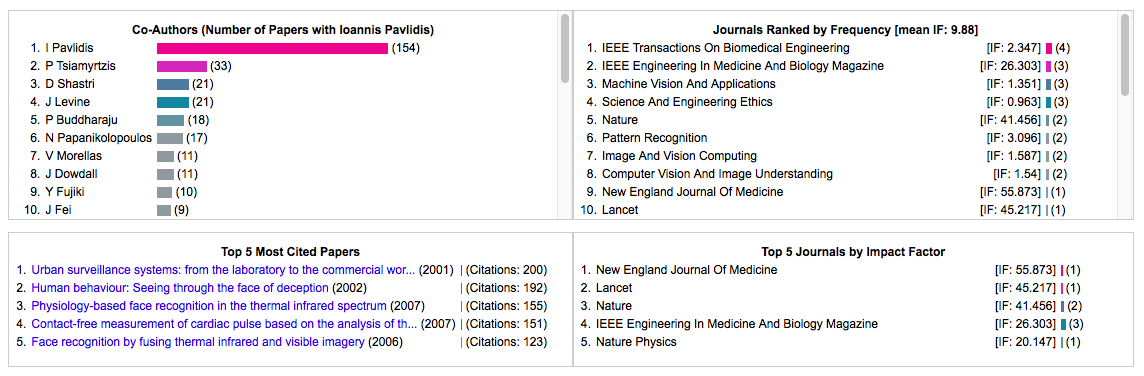 Co-Authors (Number of Papers with Ioannis Pavlidis)
1. I Pavlidis (154)
2. P Tsiamyrtzis (33)
3. D Shastri (21)
4. J Levine (21)
5. P Buddharaju (18)
6. N Papanikolopoulos (17)
7. V Morellas (11)
8. J Dowdall (11)
9. Y Fujiki (10)
10. J Fei (9)
Journals Ranked by Frequency [mean IF: 9.88]
1. IEEE Transactions On Biomedical Engineering [IF: 2.347] (4)
2. IEEE Engineering In Medicine And Biology Magazine [IF: 26.303] (3)
3. Machine Vision And Applications [IF: 1.351] (3)
4. Science And Engineering Ethics [IF: 0.963] (3)
5. Nature [IF: 41.456] (2)
6. Pattern Recognition [IF: 3.096] (2)
7. Image And Vision Computing [IF: 1.587] (2)
8. Computer Vision And Image Understanding [IF: 1.54] (2)
9. New England Journal Of Medicine [IF: 55.873] (1)
10. Lancet [IF: 45.217] (1)
Top 5 Most Cited Papers
1. Urban surveillance systems: from the laboratory to the commercial wor... (2001) (Citations: 200)
2. Human behaviour: Seeing through the face of deception (2002) (Citations: 192)
3. Physiology-based face recognition in the thermal infrared spectrum (2007) (Citations: 155)
4. Contact-free measurement of cardiac pulse based on the analysis of th... (2007) (Citations: 151)
5. Face recognition by fusing thermal infrared and visible imagery (2006) (Citations: 123)
Top 5 Journals by Impact Factor
1. New England Journal Of Medicine [IF: 55.873] (1)
2. Lancet [IF: 45.217] (1)
3. Nature [IF: 41.456] (2)
4. IEEE Engineering In Medicine And Biology Magazine [IF: 26.303] (3)
5. Nature Physics [IF: 20.147] (1)